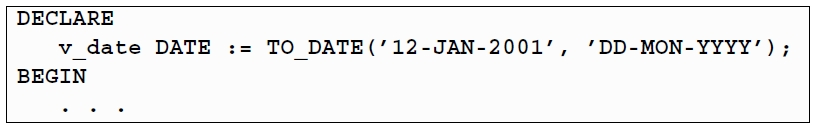 DECLARE
v_date DATE := TO_DATE(’12-JAN-2001’, ’DD-MON-YYYY’);
BEGIN
. . .